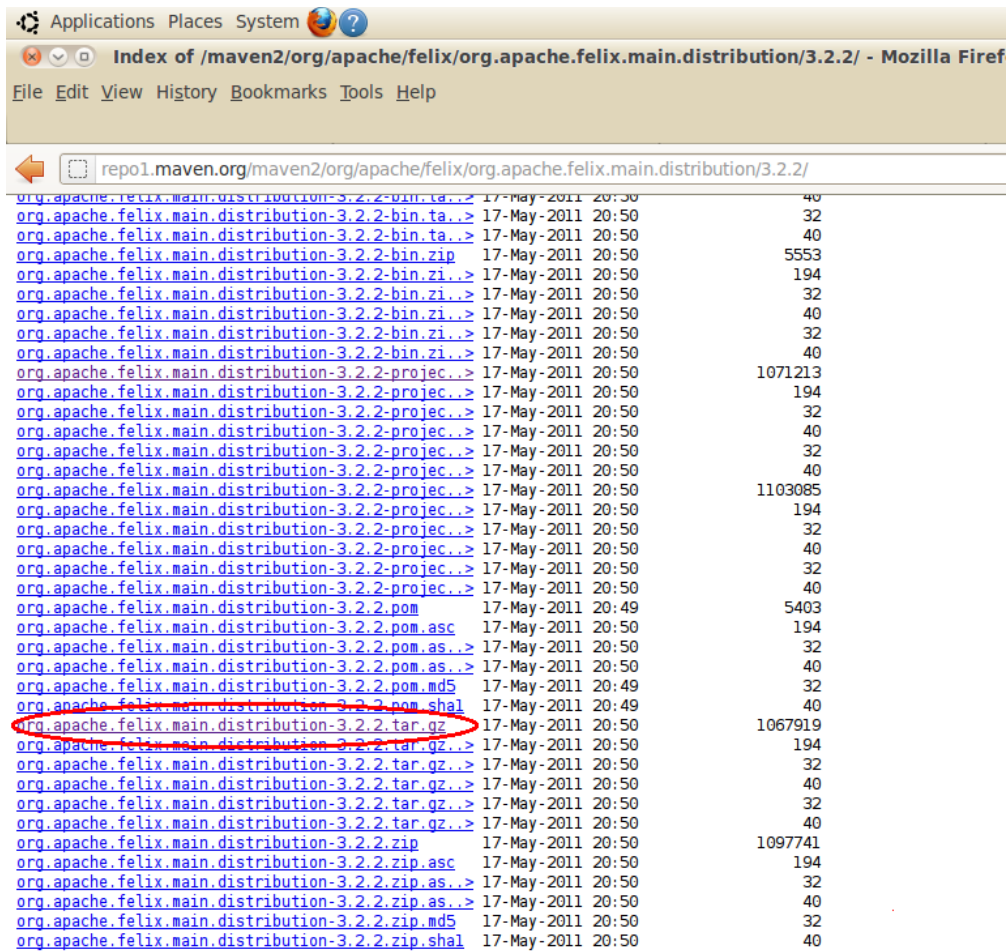 Applications Places System
Index of /maven2/org/apache/felix/org.apache.felix.main.distribution/3.2.2/ - Mozilla Firef
File Edit View History Bookmarks Tools Help
repo1.maven.org/maven2/org/apache/felix/org.apache.felix.main.distribution/3.2.2/
org.apache.felix.main.distribution-3.2.2-bin.ta..> 17-May-2011 20:50 40
org.apache.felix.main.distribution-3.2.2-bin.ta..> 17-May-2011 20:50 32
org.apache.felix.main.distribution-3.2.2-bin.ta..> 17-May-2011 20:50 40
org.apache.felix.main.distribution-3.2.2-bin.zip 17-May-2011 20:50 5553
org.apache.felix.main.distribution-3.2.2-bin.zi..> 17-May-2011 20:50 194
org.apache.felix.main.distribution-3.2.2-bin.zi..> 17-May-2011 20:50 32
org.apache.felix.main.distribution-3.2.2-bin.zi..> 17-May-2011 20:50 40
org.apache.felix.main.distribution-3.2.2-bin.zi..> 17-May-2011 20:50 32
org.apache.felix.main.distribution-3.2.2-bin.zi..> 17-May-2011 20:50 40
org.apache.felix.main.distribution-3.2.2-projec..> 17-May-2011 20:50 1071213
org.apache.felix.main.distribution-3.2.2-projec..> 17-May-2011 20:50 194
org.apache.felix.main.distribution-3.2.2-projec..> 17-May-2011 20:50 32
org.apache.felix.main.distribution-3.2.2-projec..> 17-May-2011 20:50 40
org.apache.felix.main.distribution-3.2.2-projec..> 17-May-2011 20:50 32
org.apache.felix.main.distribution-3.2.2-projec..> 17-May-2011 20:50 40
org.apache.felix.main.distribution-3.2.2-projec..> 17-May-2011 20:50 1103085
org.apache.felix.main.distribution-3.2.2-projec..> 17-May-2011 20:50 194
org.apache.felix.main.distribution-3.2.2-projec..> 17-May-2011 20:50 32
org.apache.felix.main.distribution-3.2.2-projec..> 17-May-2011 20:50 40
org.apache.felix.main.distribution-3.2.2-projec..> 17-May-2011 20:50 32
org.apache.felix.main.distribution-3.2.2-projec..> 17-May-2011 20:50 40
org.apache.felix.main.distribution-3.2.2.pom 17-May-2011 20:49 5403
org.apache.felix.main.distribution-3.2.2.pom.asc 17-May-2011 20:50 194
org.apache.felix.main.distribution-3.2.2.pom.as..> 17-May-2011 20:50 32
org.apache.felix.main.distribution-3.2.2.pom.as..> 17-May-2011 20:50 40
org.apache.felix.main.distribution-3.2.2.pom.md5 17-May-2011 20:49 32
org.apache.felix.main.distribution-3.2.2.pom.sha1 17-May-2011 20:49 40
org.apache.felix.main.distribution-3.2.2.tar.gz 17-May-2011 20:50 1067919
org.apache.felix.main.distribution-3.2.2.tar.gz..> 17-May-2011 20:50 194
org.apache.felix.main.distribution-3.2.2.tar.gz..> 17-May-2011 20:50 32
org.apache.felix.main.distribution-3.2.2.tar.gz..> 17-May-2011 20:50 40
org.apache.felix.main.distribution-3.2.2.tar.gz..> 17-May-2011 20:50 32
org.apache.felix.main.distribution-3.2.2.tar.gz..> 17-May-2011 20:50 40
org.apache.felix.main.distribution-3.2.2.zip 17-May-2011 20:50 1097741
org.apache.felix.main.distribution-3.2.2.zip.asc 17-May-2011 20:50 194
org.apache.felix.main.distribution-3.2.2.zip.as..> 17-May-2011 20:50 32
org.apache.felix.main.distribution-3.2.2.zip.as..> 17-May-2011 20:50 40
org.apache.felix.main.distribution-3.2.2.zip.md5 17-May-2011 20:50 32
org.apache.felix.main.distribution-3.2.2.zip.sha1 17-May-2011 20:50 40